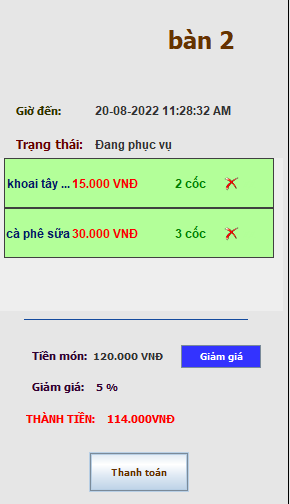 bàn 2
Giờ đến: 20-08-2022 11:28:32 AM
Trạng thái: Đang phục vụ
khoai tây ... 15.000 VNĐ 2 cốc
cà phê sữa 30.000 VNĐ 3 cốc
Tiền món: 120.000 VNĐ Giảm giá
Giảm giá: 5 %
THÀNH TIỀN: 114.000VNĐ
Thanh toán